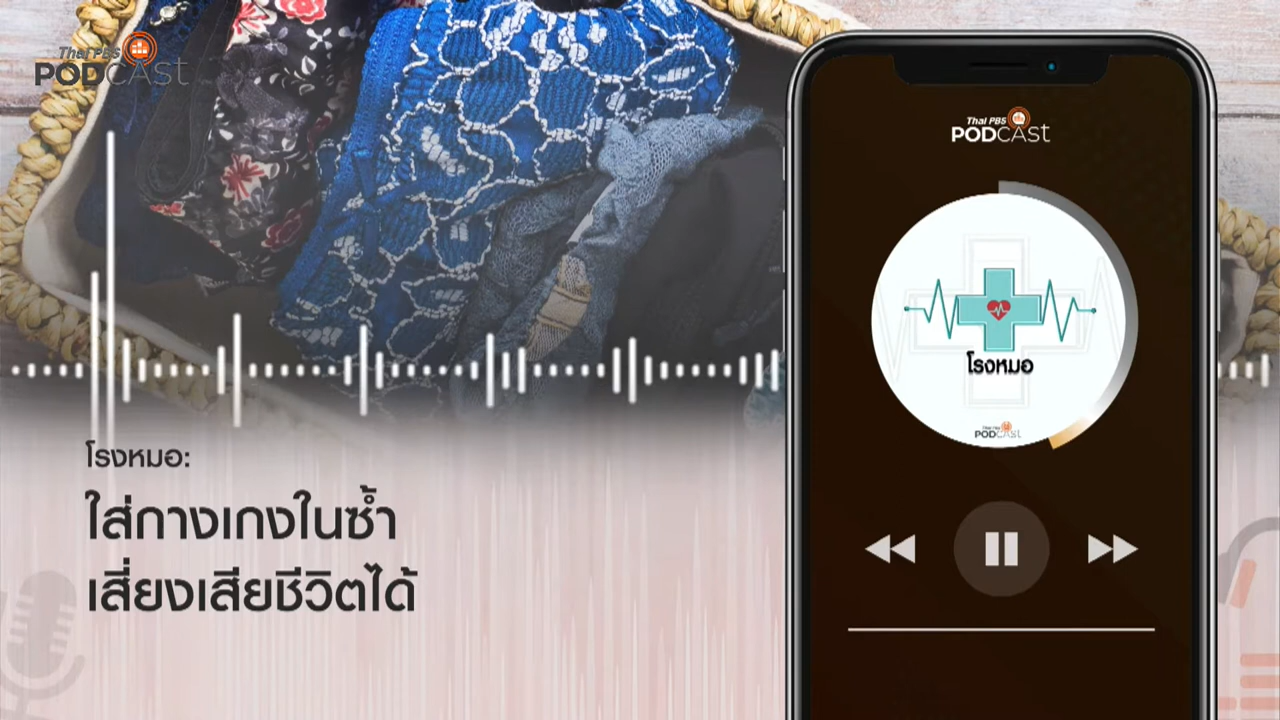 Thai PBS
PODCAST
Thai PBS
PODCAST
โรงหมอ
Thai PBS
PODCAST
โรงหมอ:
ใส่กางเกงในซ้ำ
เสี่ยงเสียชีวิตได้